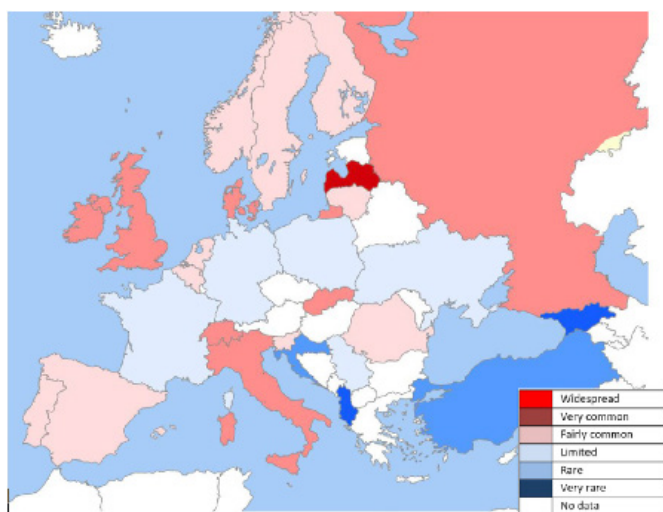 Widespread
Very common
Fairly common
Limited
Rare
Very rare
No data